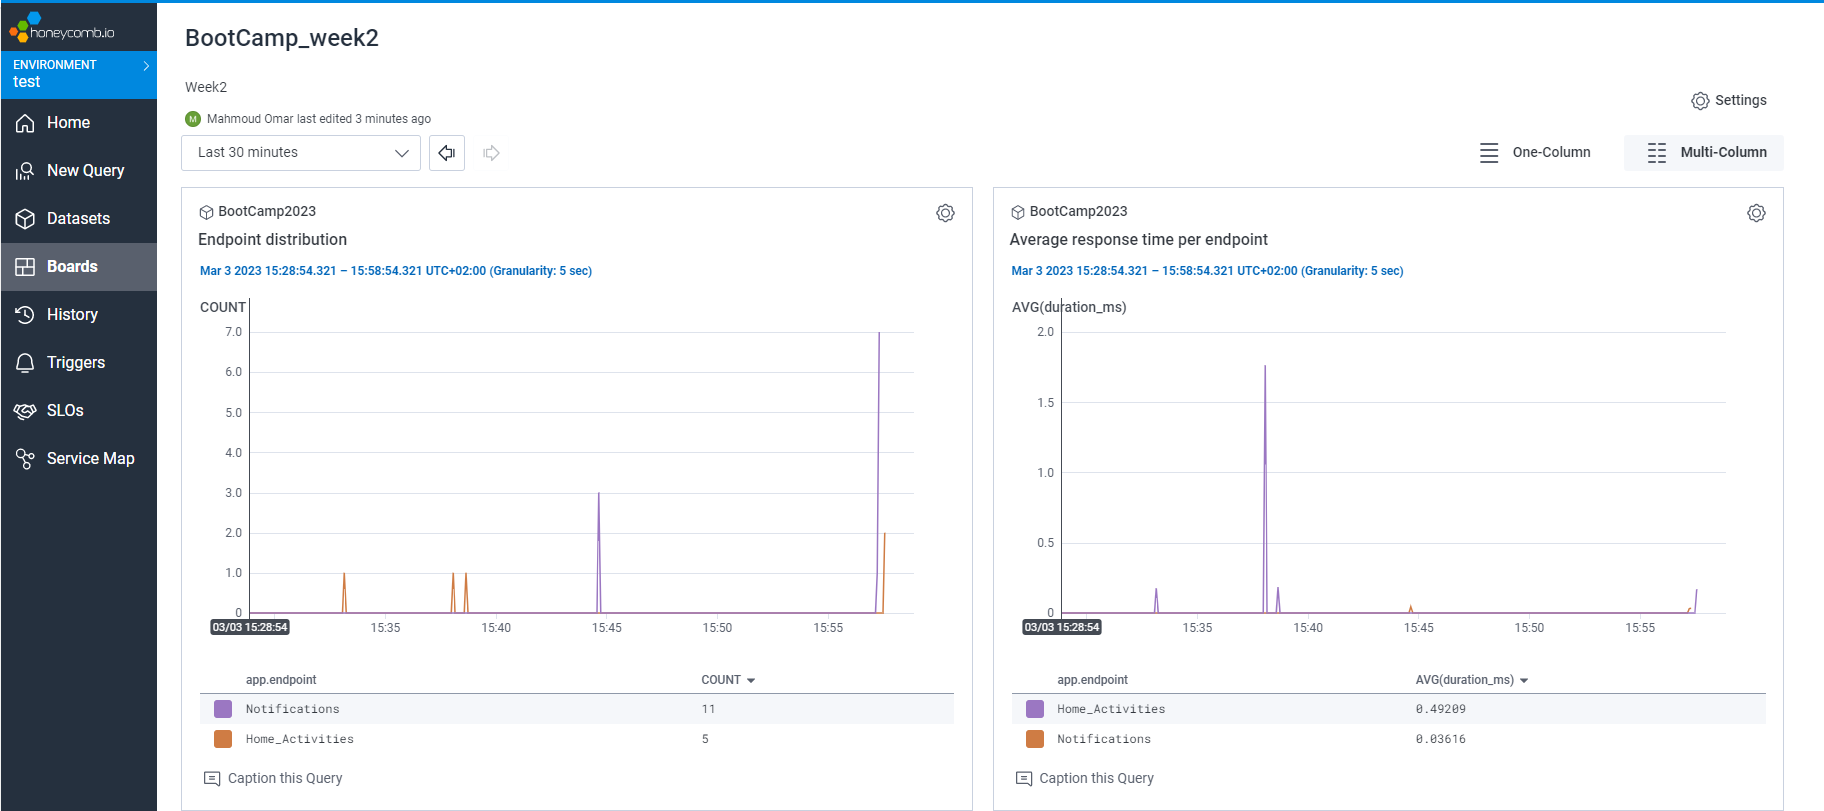 honeycomb.io
ENVIRONMENT
test
Home
New Query
Datasets
Boards
History
Triggers
SLOs
Service Map
BootCamp_week2
Week2
M Mahmoud Omar last edited 3 minutes ago
Settings
Last 30 minutes
One-Column
Multi-Column
BootCamp2023
Endpoint distribution
Mar 3 2023 15:28:54.321 – 15:58:54.321 UTC+02:00 (Granularity: 5 sec)
COUNT
7.0
6.0
5.0
4.0
3.0
2.0
1.0
0
03/03 15:28:54 15:35 15:40 15:45 15:50 15:55
app.endpoint COUNT
Notifications 11
Home_Activities 5
Caption this Query
BootCamp2023
Average response time per endpoint
Mar 3 2023 15:28:54.321 – 15:58:54.321 UTC+02:00 (Granularity: 5 sec)
AVG(duration_ms)
2.0
1.5
1.0
0.5
0
03/03 15:28:54 15:35 15:40 15:45 15:50 15:55
app.endpoint AVG(duration_ms)
Home_Activities 0.49209
Notifications 0.03616
Caption this Query